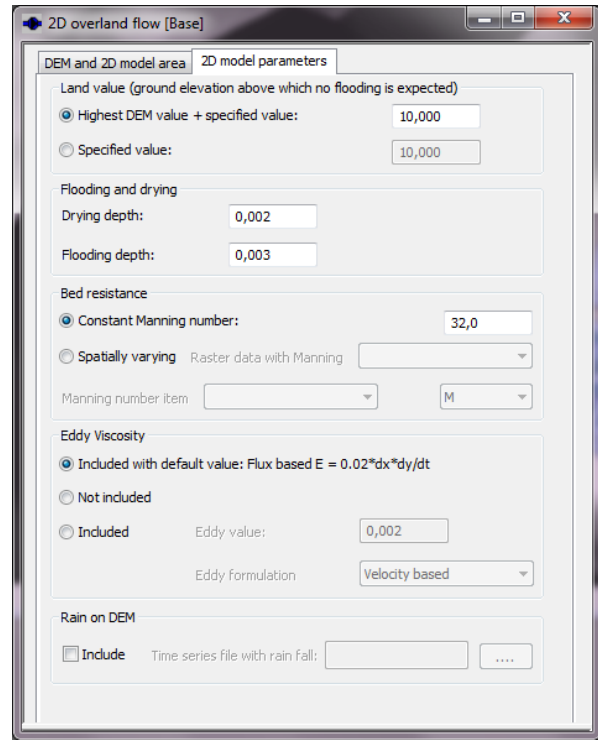 2D overland flow [Base]
DEM and 2D model area 2D model parameters
Land value (ground elevation above which no flooding is expected)
Highest DEM value + specified value: 10,000
Specified value: 10,000
Flooding and drying
Drying depth: 0,002
Flooding depth: 0,003
Bed resistance
Constant Manning number: 32,0
Spatially varying Raster data with Manning
Manning number item M
Eddy Viscosity
Included with default value: Flux based E = 0.02*dx*dy/dt
Not included
Included Eddy value: 0,002
Eddy formulation Velocity based
Rain on DEM
Include Time series file with rain fall: ....